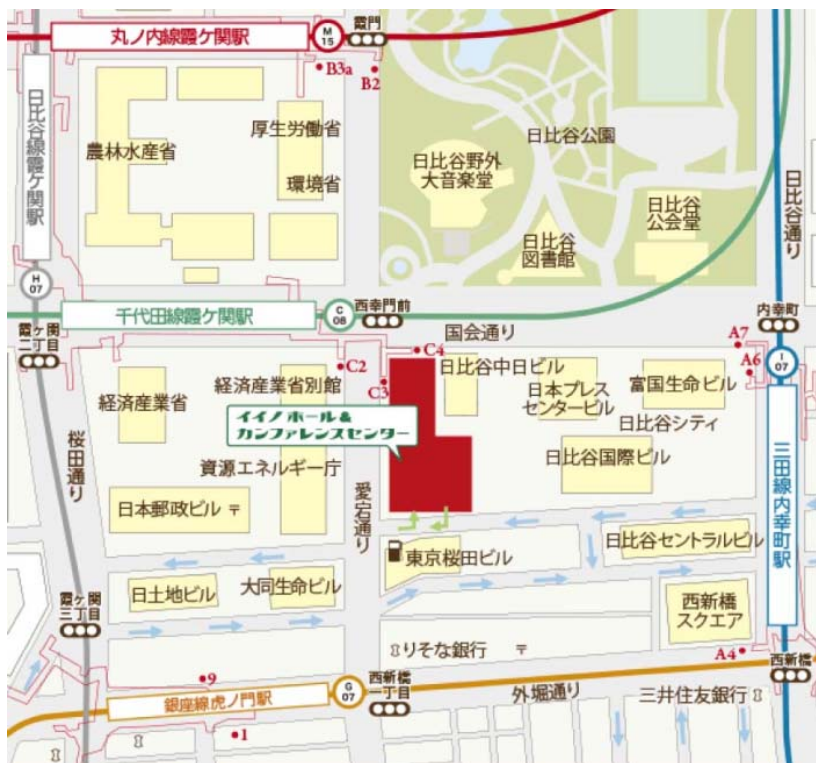 丸ノ内線霞ケ関駅
M
15
霞門
B3a
B2
日比谷線霞ケ関駅
農林水産省
厚生労働省
環境省
日比谷公園
日比谷野外
大音楽堂
日比谷
公会堂
日比谷
図書館
日比谷通り
H
07
千代田線霞ケ関駅
C
08
西幸門前
国会通り
内幸町
霞ヶ関
二丁目
A7
A6
I
07
C4
C2
C3
日比谷中日ビル
経済産業省
経済産業省別館
日本プレス
センタービル
富国生命ビル
イイノホール&
カンファレンスセンター
日比谷シティ
桜田通り
資源エネルギー庁
日比谷国際ビル
三田線内幸町駅
日本郵政ビル 〒
愛宕通り
東京桜田ビル
日比谷セントラルビル
日土地ビル
大同生命ビル
霞ヶ関
三丁目
西新橋
スクエア
りそな銀行
〒
A4
西新橋
9
銀座線虎ノ門駅
G
07
西新橋
一丁目
外堀通り
三井住友銀行
1